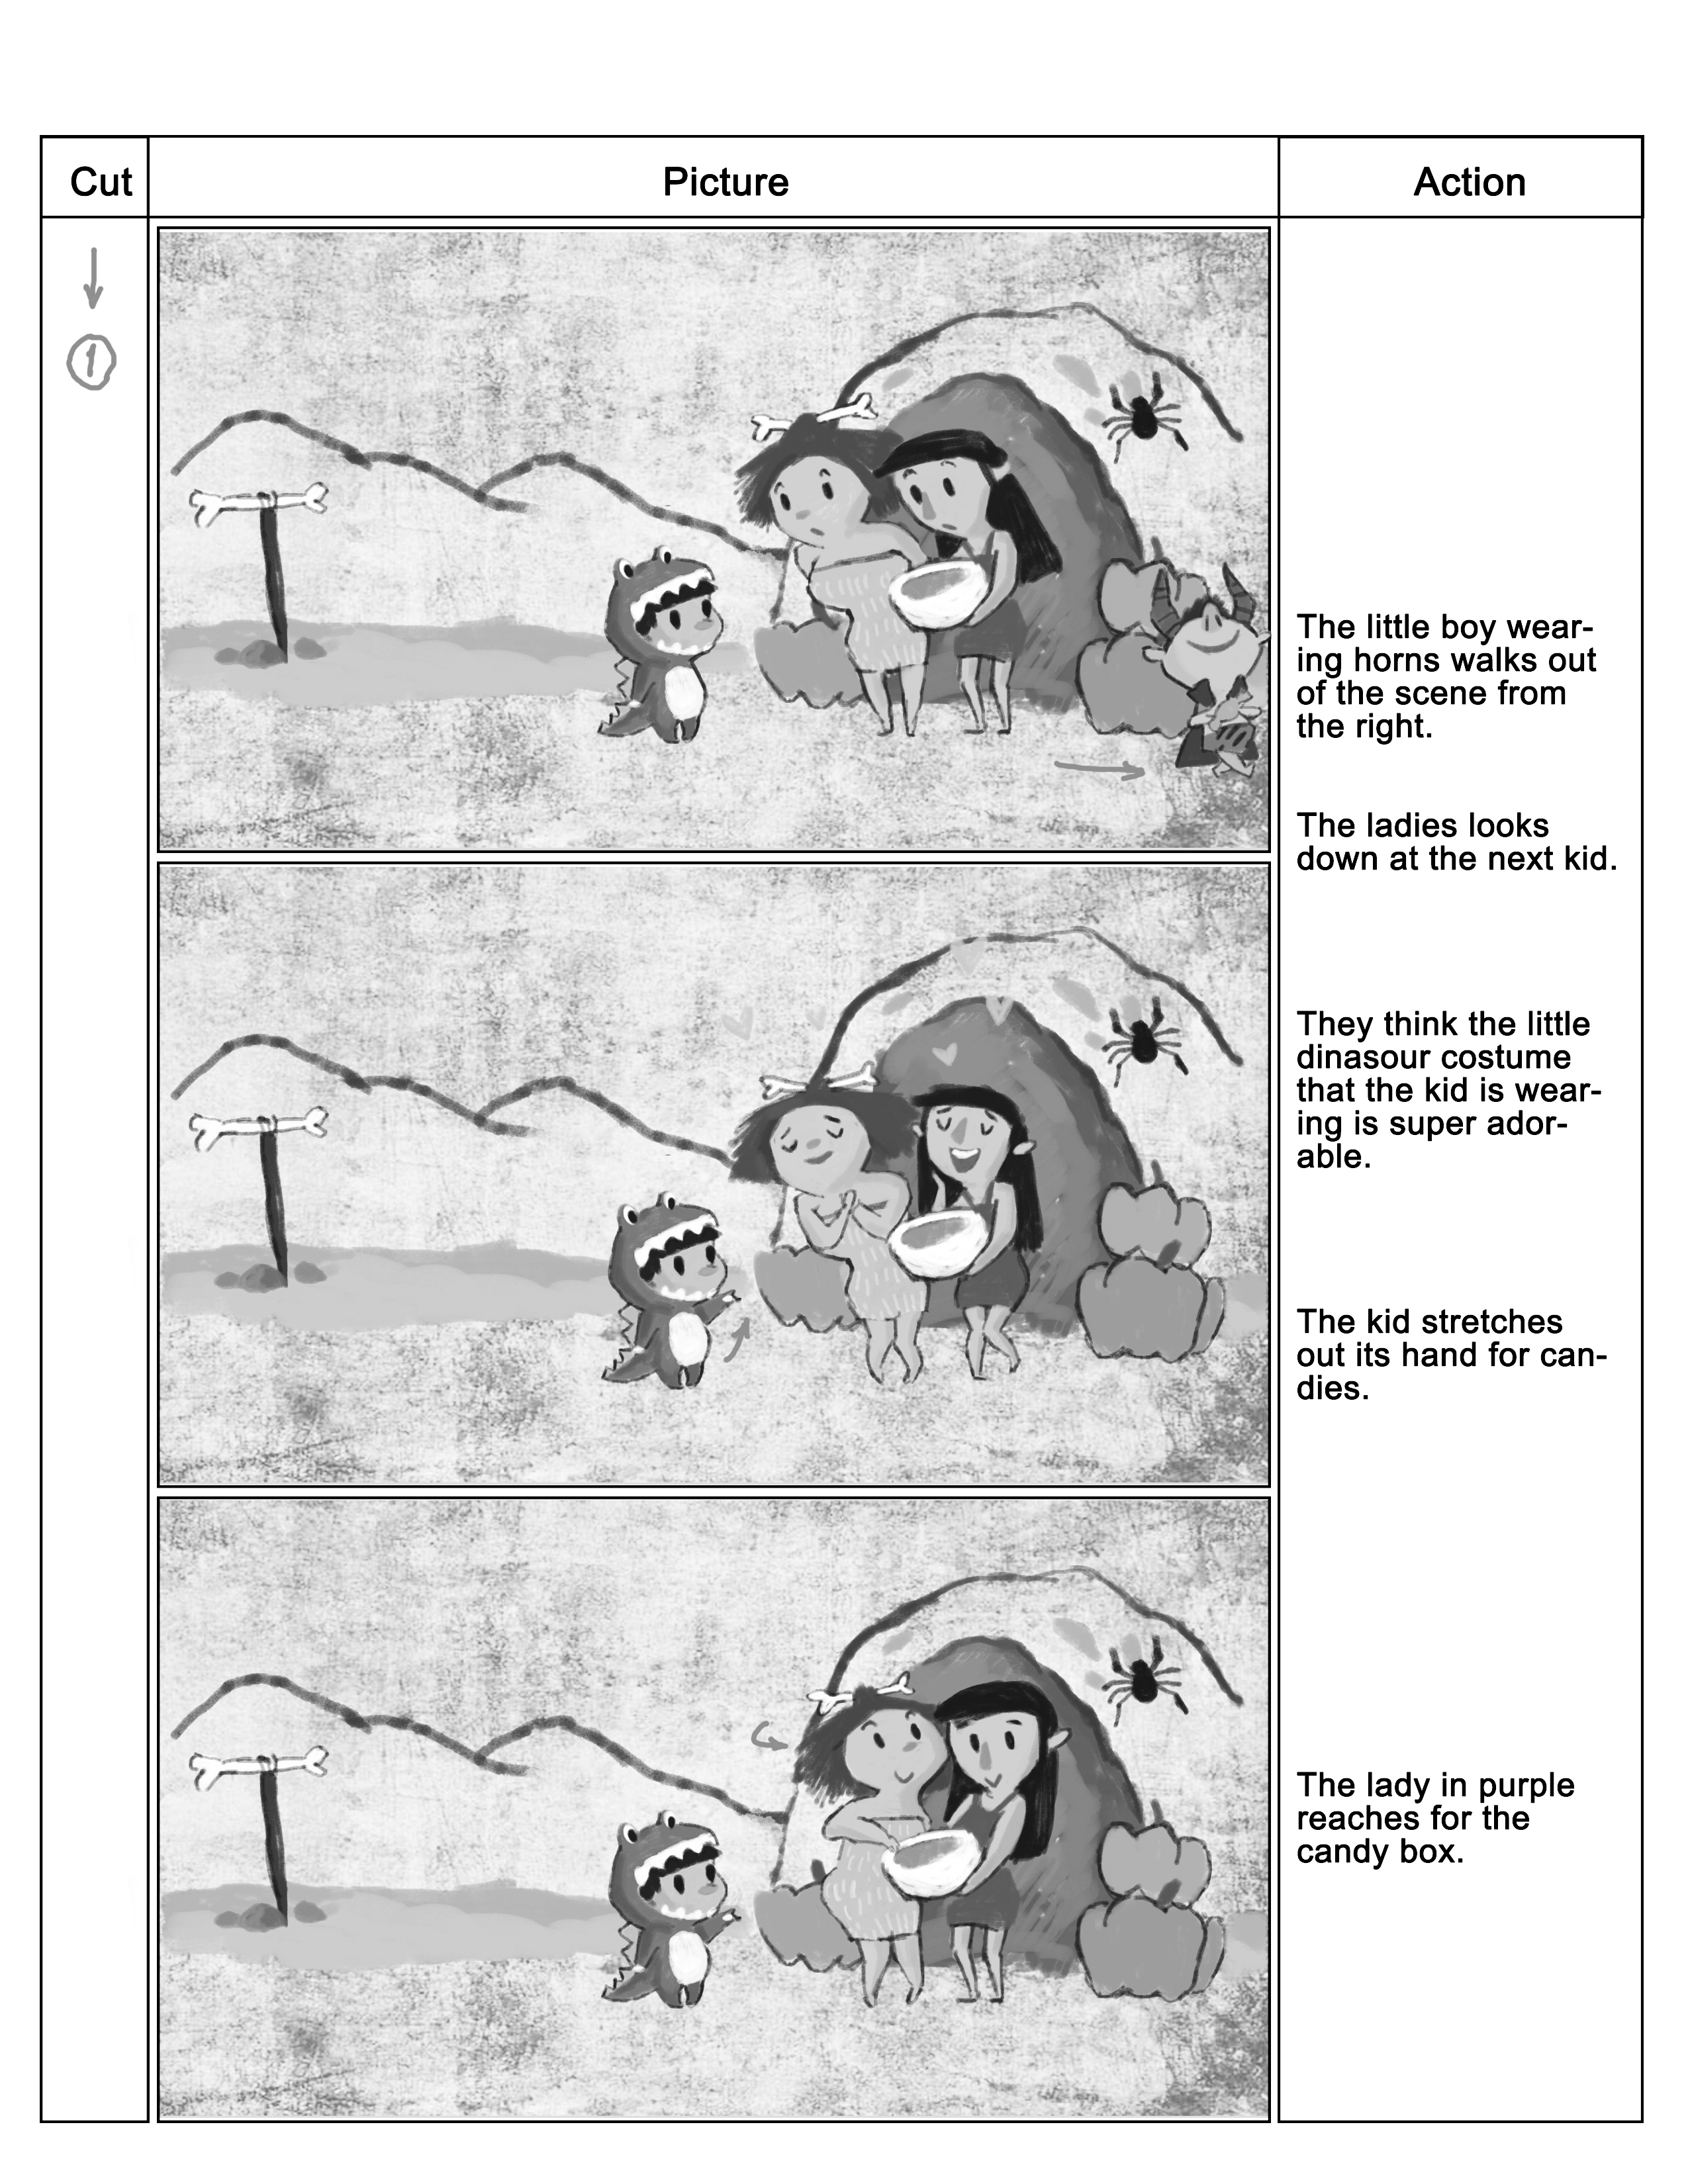 Cut
Picture
Action
1
The little boy wear-
ing horns walks out
of the scene from
the right.
The ladies looks
down at the next kid.
They think the little
dinasour costume
that the kid is wear-
ing is super ador-
able.
The kid stretches
out its hand for can-
dies.
The lady in purple
reaches for the
candy box.